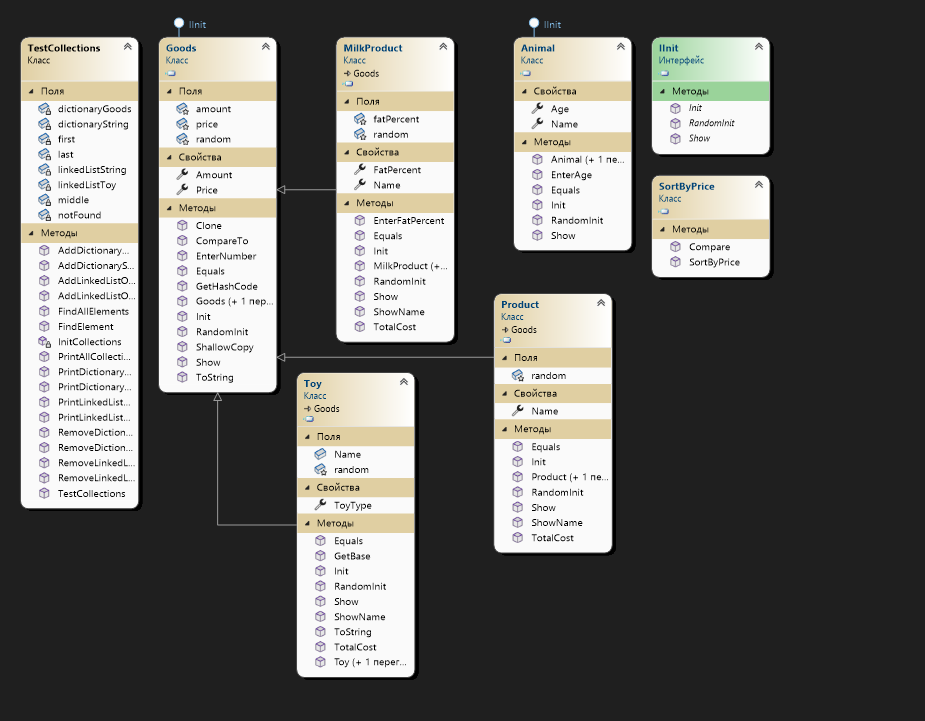 IInit
TestCollections
Класс
Поля
dictionaryGoods
dictionaryString
first
last
linkedListString
linkedListToy
middle
notFound
Методы
AddDictionary...
AddDictionaryS...
AddLinkedListO...
AddLinkedListO...
FindAllElements
FindElement
InitCollections
PrintAllCollecti...
PrintDictionary...
PrintDictionary...
PrintLinkedList...
PrintLinkedList...
RemoveDiction...
RemoveDiction...
RemoveLinkedL...
RemoveLinkedL...
TestCollections
Goods
Класс
Поля
amount
price
random
Свойства
Amount
Price
Методы
Clone
CompareTo
EnterNumber
Equals
GetHashCode
Goods (+ 1 пер...
Init
RandomInit
ShallowCopy
Show
ToString
MilkProduct
Класс
Goods
Поля
fatPercent
random
Свойства
FatPercent
Name
Методы
EnterFatPercent
Equals
Init
MilkProduct (+...
RandomInit
Show
ShowName
TotalCost
Toy
Класс
Goods
Поля
Name
random
Свойства
ToyType
Методы
Equals
GetBase
Init
RandomInit
Show
ShowName
ToString
TotalCost
Toy (+ 1 перег...
IInit
Animal
Класс
Свойства
Age
Name
Методы
Animal (+ 1 пе...
EnterAge
Equals
Init
RandomInit
Show
Product
Класс
Goods
Поля
random
Свойства
Name
Методы
Equals
Init
Product (+ 1 пе...
RandomInit
Show
ShowName
TotalCost
IInit
Интерфейс
Методы
Init
RandomInit
Show
SortByPrice
Класс
Методы
Compare
SortByPrice